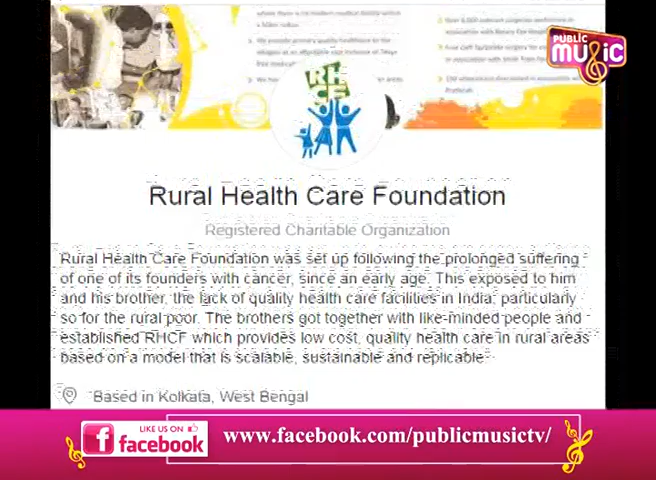 PUBLIC
music
RH
CF
Rural Health Care Foundation
Registered Charitable Organization
Rural Health Care Foundation was set up following the prolonged suffering
of one of its founders with cancer, since an early age. This exposed to him
and his brother, the lack of quality health care facilities in India, particularly
so for the rural poor. The brothers got together with like-minded people and
established RHCF which provides low cost, quality health care in rural areas
based on a model that is scalable, sustainable and replicable
Based in Kolkata, West Bengal
LIKE US ON
f facebook
www.facebook.com/publicmusictv/